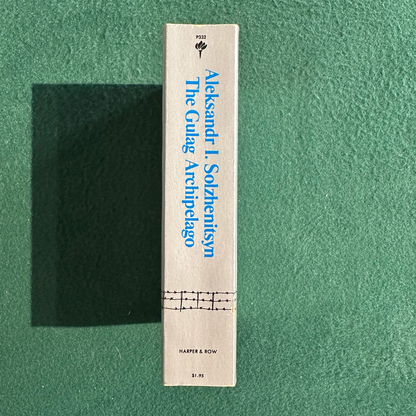 P332
Aleksandr I. Solzhenitsyn
The Gulag Archipelago
HARPER & ROW
$1.95